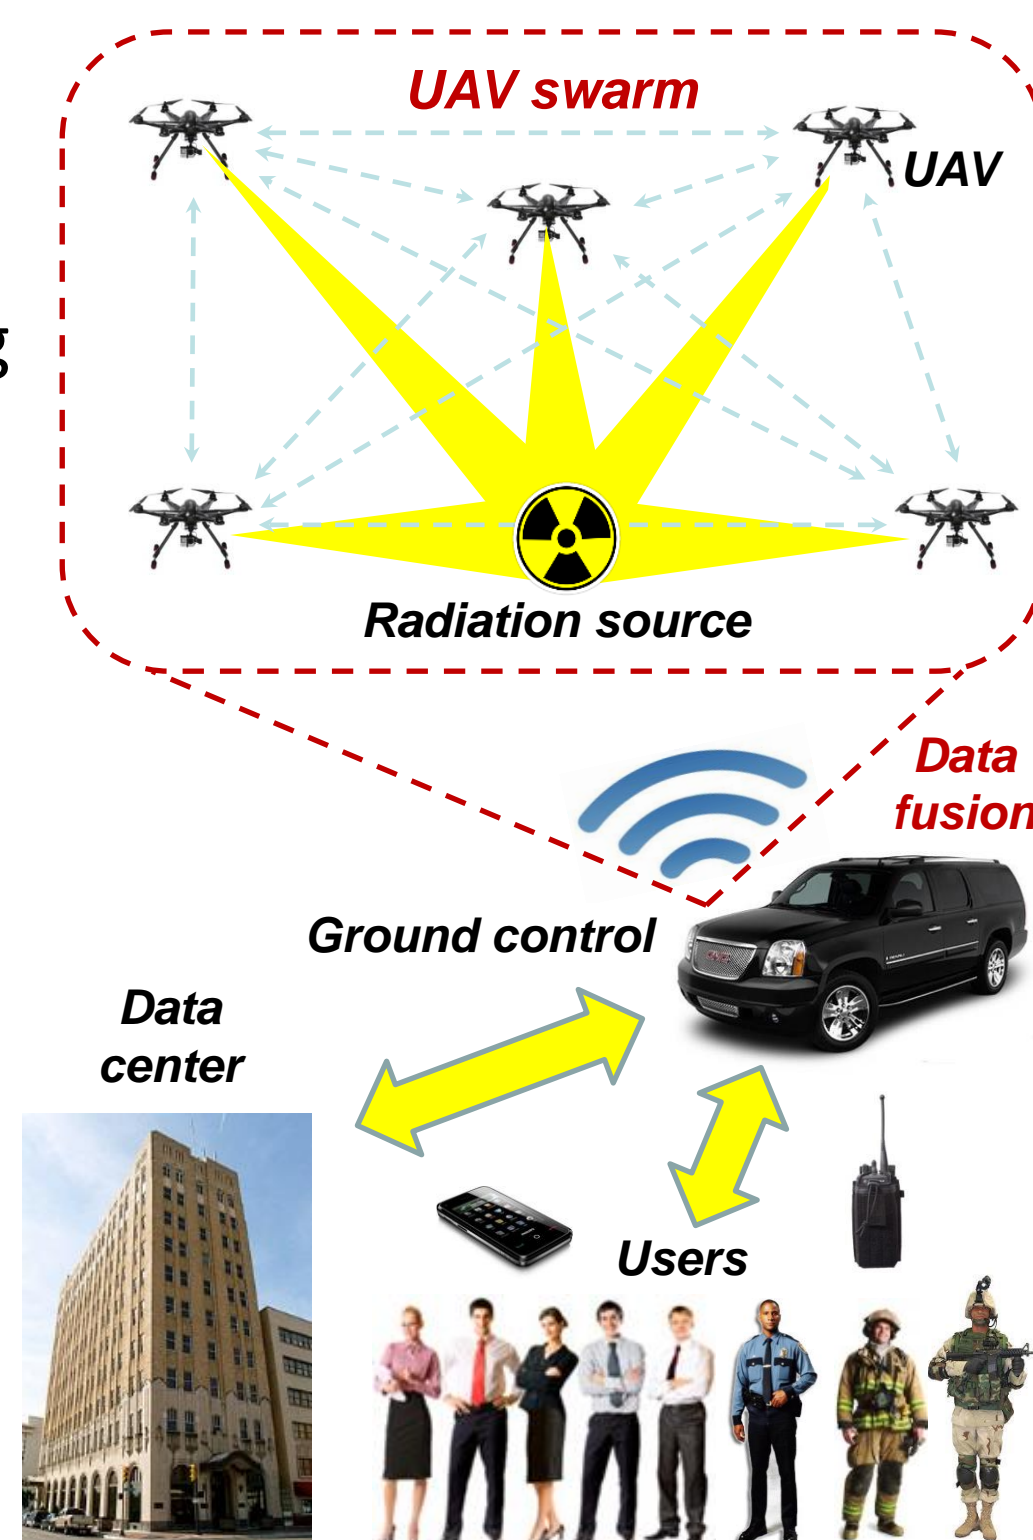 UAV swarm
UAV
g
Radiation source
Data
fusion
Ground control
Data
center
Users